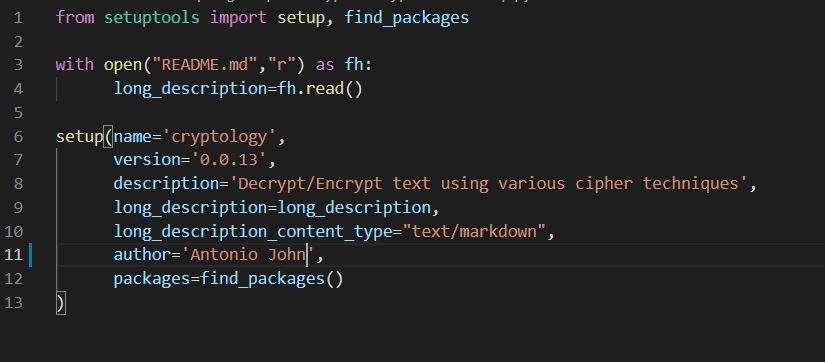 1 from setuptools import setup, find_packages
2
3 with open("README.md","r") as fh:
4 long_description=fh.read()
5
6 setup(name='cryptology',
7 version='0.0.13',
8 description='Decrypt/Encrypt text using various cipher techniques',
9 long_description=long_description,
10 long_description_content_type="text/markdown",
11 author='Antonio John',
12 packages=find_packages()
13 )